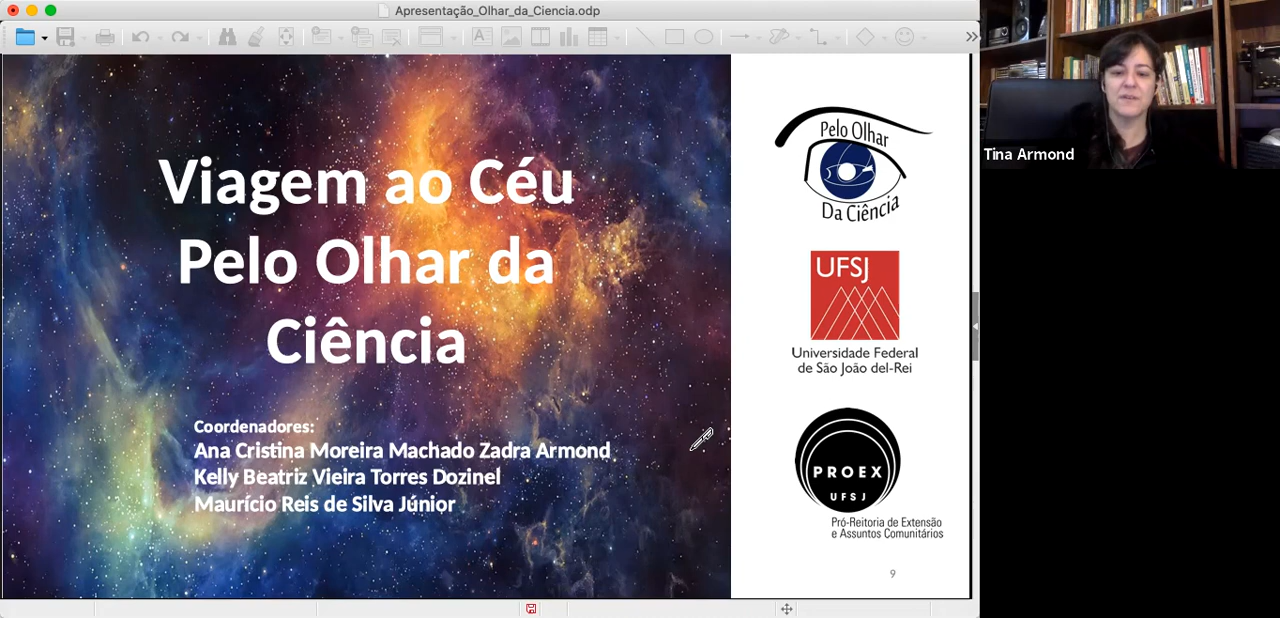 Apresentação_Olhar_da_Ciencia.odp
Viagem ao Céu
Pelo Olhar da
Ciência
Coordenadores:
Ana Cristina Moreira Machado Zadra Armond
Kelly Beatriz Vieira Torres Dozinel
Maurício Reis de Silva Júnior
Pelo Olhar
Da Ciência
UFSJ
Universidade Federal
de São João del-Rei
PROEX
UFSJ
Pró-Reitoria de Extensão
e Assuntos Comunitários
9
Tina Armond